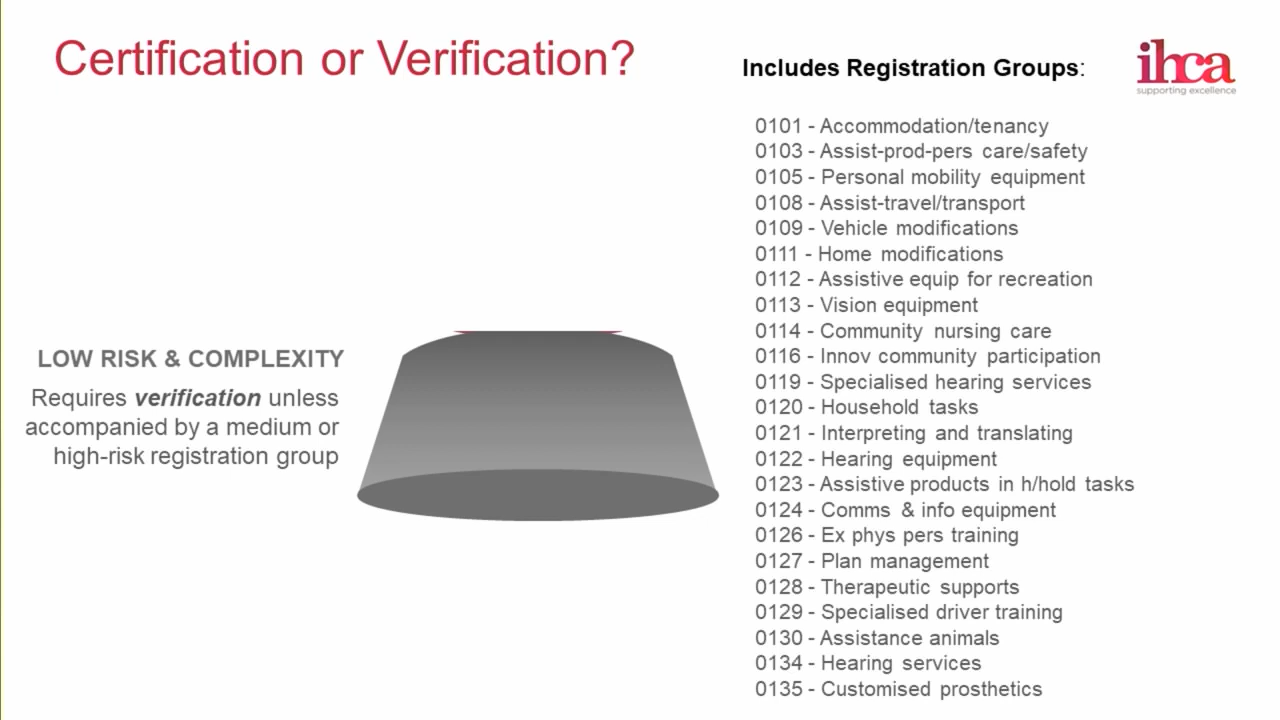 Certification or Verification?
Includes Registration Groups:
ihca
supporting excellence
0101 - Accommodation/tenancy
0103 - Assist-prod-pers care/safety
0105 - Personal mobility equipment
0108 - Assist-travel/transport
0109 - Vehicle modifications
0111 - Home modifications
0112 - Assistive equip for recreation
0113 - Vision equipment
0114 - Community nursing care
0116 - Innov community participation
0119 - Specialised hearing services
0120 - Household tasks
0121 - Interpreting and translating
0122 - Hearing equipment
0123 - Assistive products in h/hold tasks
0124 - Comms & info equipment
0126 - Ex phys pers training
0127 - Plan management
0128 - Therapeutic supports
0129 - Specialised driver training
0130 - Assistance animals
0134 - Hearing services
0135 - Customised prosthetics
LOW RISK & COMPLEXITY
Requires verification unless
accompanied by a medium or
high-risk registration group